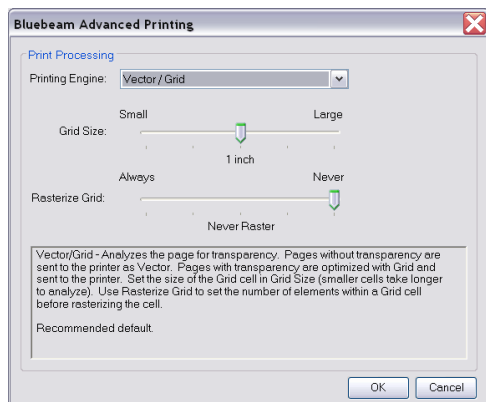 Bluebeam Advanced Printing
Print Processing
Printing Engine: Vector / Grid
Small Large
Grid Size:
1 inch
Always Never
Rasterize Grid:
Never Raster
Vector/Grid - Analyzes the page for transparency. Pages without transparency are
sent to the printer as Vector. Pages with transparency are optimized with Grid and
sent to the printer. Set the size of the Grid cell in Grid Size (smaller cells take longer
to analyze). Use Rasterize Grid to set the number of elements within a Grid cell
before rasterizing the cell.
Recommended default.
OK Cancel